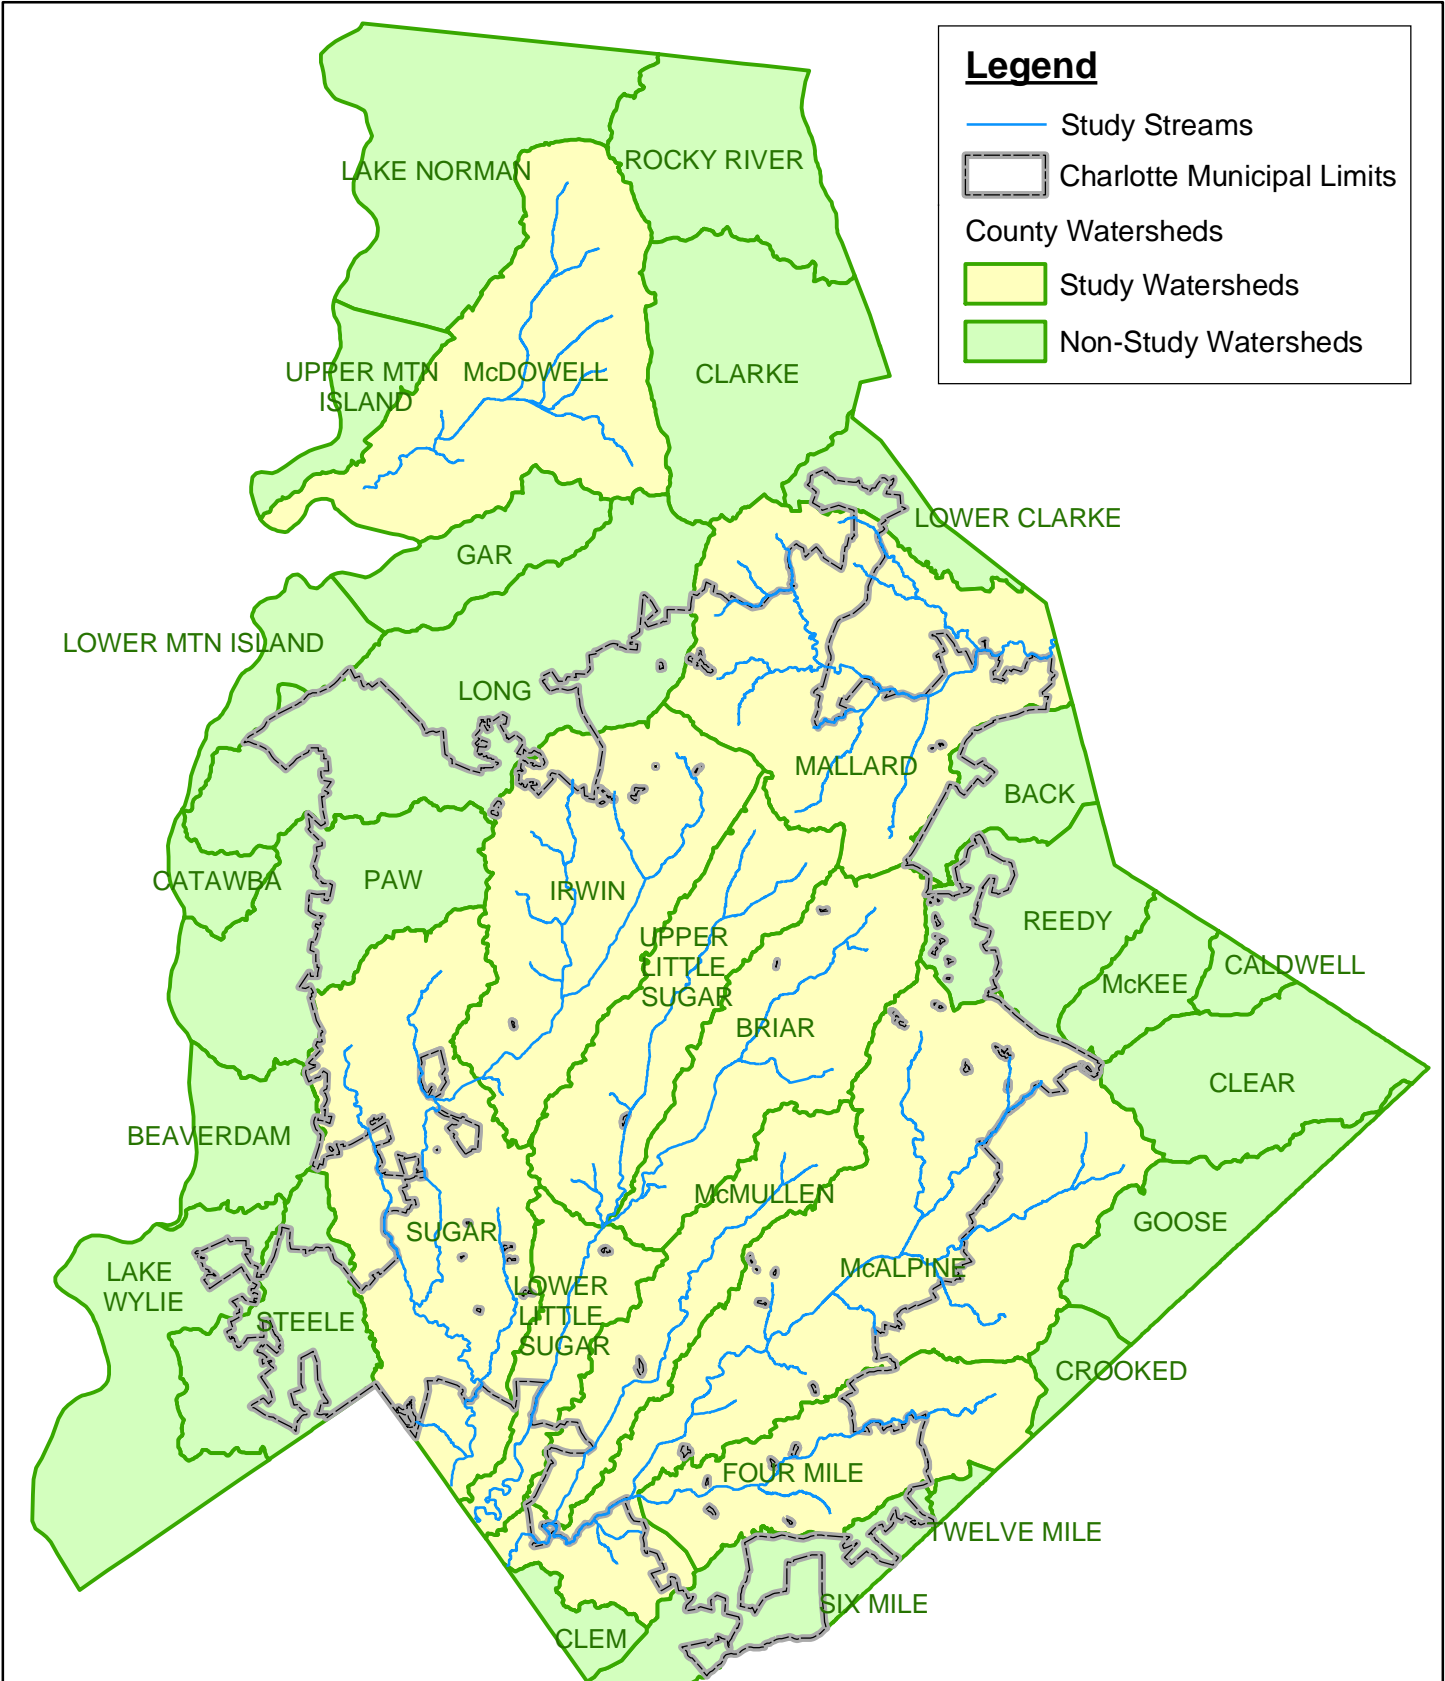 Legend
Study Streams
Charlotte Municipal Limits
County Watersheds
Study Watersheds
Non-Study Watersheds
LAKE NORMAN
ROCKY RIVER
UPPER MTN
ISLAND
McDOWELL
CLARKE
LOWER CLARKE
GAR
LOWER MTN ISLAND
LONG
MALLARD
BACK
CATAWBA
PAW
IRWIN
REEDY
UPPER
LITTLE
SUGAR
McKEE
CALDWELL
BRIAR
CLEAR
BEAVERDAM
McMULLEN
GOOSE
SUGAR
LAKE
WYLIE
McALPINE
LOWER
LITTLE
SUGAR
STEELE
CROOKED
FOUR MILE
TWELVE MILE
SIX MILE
CLEM